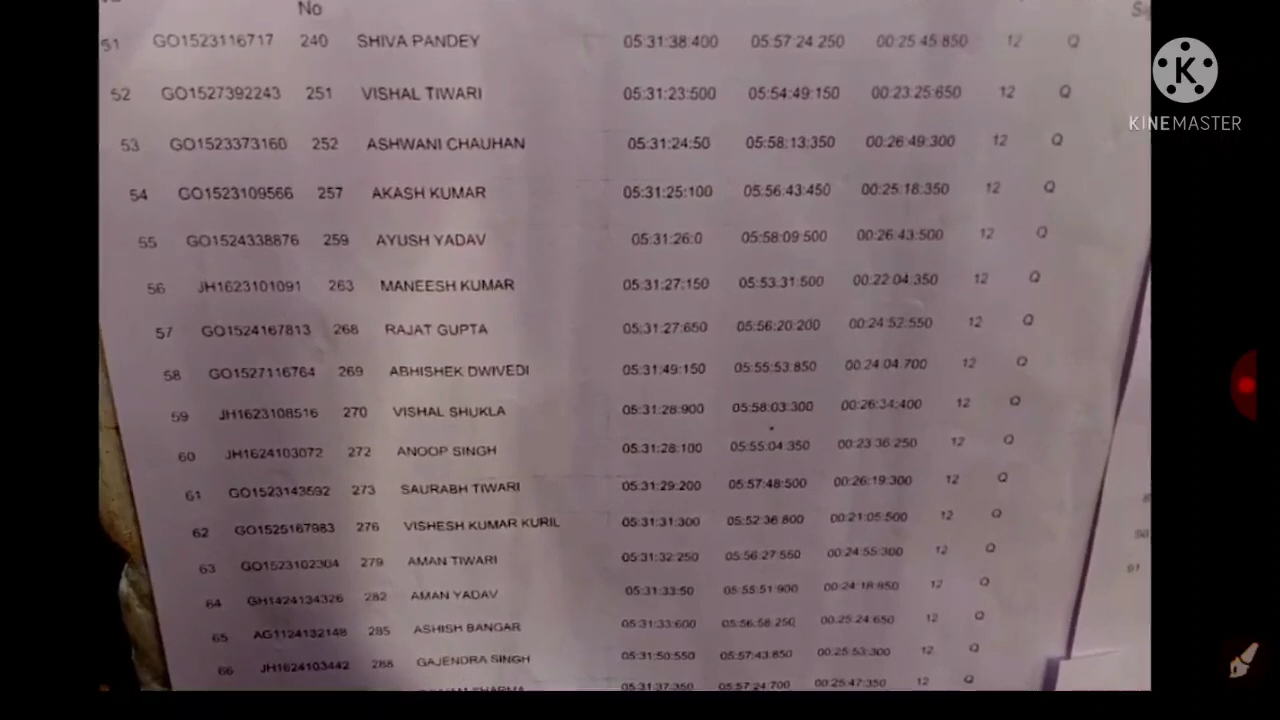 No
51 GO1523116717 240 SHIVA PANDEY 05:31:38:400 05:57:24:250 00:25:45:850 12 Q
52 GO1527392243 251 VISHAL TIWARI 05:31:23:500 05:54:49:150 00:23:25:650 12 Q
53 GO1523373160 252 ASHWANI CHAUHAN 05:31:24:50 05:58:13:350 00:26:49:300 12 Q
54 GO1523109566 257 AKASH KUMAR 05:31:25:100 05:56:43:450 00:25:18:350 12 Q
55 GO1524338876 259 AYUSH YADAV 05:31:26:0 05:58:09:500 00:26:43:500 12 Q
56 JH1623101091 263 MANEESH KUMAR 05:31:27:150 05:53:31:500 00:22:04:350 12 Q
57 GO1524167813 268 RAJAT GUPTA 05:31:27:650 05:56:20:200 00:24:52:550 12 Q
58 GO1527116764 269 ABHISHEK DWIVEDI 05:31:49:150 05:55:53:850 00:24:04:700 12 Q
59 JH1623108516 270 VISHAL SHUKLA 05:31:28:900 05:58:03:300 00:26:34:400 12 Q
60 JH1624103072 272 ANOOP SINGH 05:31:28:100 05:55:04:350 00:23:36:250 12 Q
61 GO1523143592 273 SAURABH TIWARI 05:31:29:200 05:57:48:500 00:26:19:300 12 Q
62 GO1525167983 276 VISHESH KUMAR KURIL 05:31:31:300 05:52:36:800 00:21:05:500 12 Q
63 GO1523102304 279 AMAN TIWARI 05:31:32:250 05:56:27:550 00:24:55:300 12 Q
64 GH1424134326 282 AMAN YADAV 05:31:33:50 05:55:51:900 00:24:18:850 12 Q
65 AG1124132148 285 ASHISH BANGAR 05:31:33:600 05:56:58:250 00:25:24:650 12 Q
66 JH1624103442 288 GAJENDRA SINGH 05:31:50:550 05:57:43:850 00:25:53:300 12 Q
05:31:37:350 05:57:24:700 00:25:47:350 12 Q
90
91
KINEMASTER